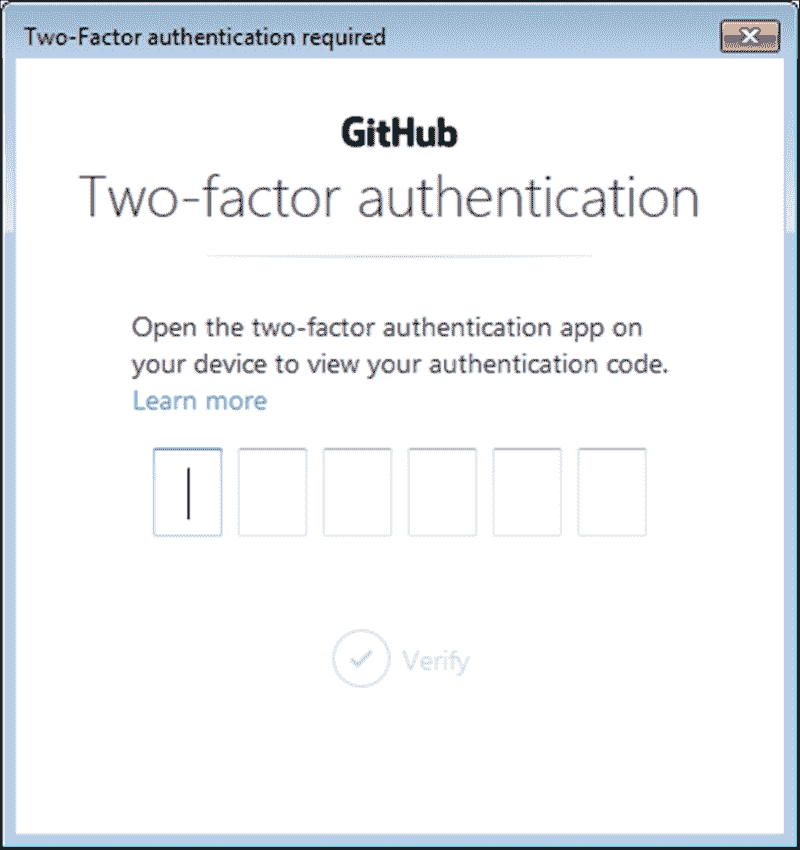 Two-Factor authentication required
GitHub
Two-factor authentication
Open the two-factor authentication app on
your device to view your authentication code.
Learn more
Verify